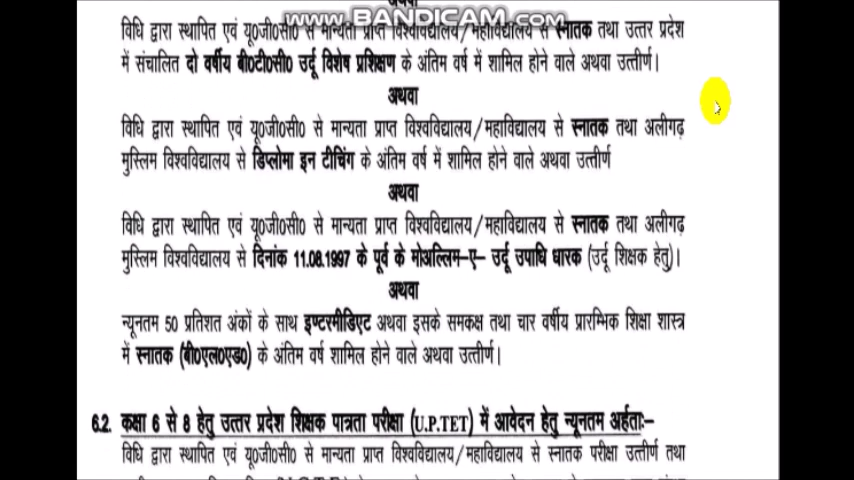 अथवा
www.BANDICAM.com
विधि द्वारा स्थापित एवं यू0जी0सी0 से मान्यता प्राप्त विश्वविद्यालय/महाविद्यालय से स्नातक तथा उत्तर प्रदेश
में संचालित दो वर्षीय बी0टी0सी0 उर्दू विशेष प्रशिक्षण के अंतिम वर्ष में शामिल होने वाले अथवा उत्तीर्ण।
अथवा
विधि द्वारा स्थापित एवं यू0जी0सी0 से मान्यता प्राप्त विश्वविद्यालय/महाविद्यालय से स्नातक तथा अलीगढ़
मुस्लिम विश्वविद्यालय से डिप्लोमा इन टीचिंग के अंतिम वर्ष में शामिल होने वाले अथवा उत्तीर्ण
अथवा
विधि द्वारा स्थापित एवं यू0जी0सी0 से मान्यता प्राप्त विश्वविद्यालय/महाविद्यालय से स्नातक तथा अलीगढ़
मुस्लिम विश्वविद्यालय से दिनांक 11.08.1997 के पूर्व के मोअल्लिम-ए- उर्दू उपाधि धारक (उर्दू शिक्षक हेतु)।
अथवा
न्यूनतम 50 प्रतिशत अंकों के साथ इण्टरमीडिएट अथवा इसके समकक्ष तथा चार वर्षीय प्रारम्भिक शिक्षा शास्त्र
में स्नातक (बी0एल0एड0) के अंतिम वर्ष शामिल होने वाले अथवा उत्तीर्ण।
6.2. कक्षा 6 से 8 हेतु उत्तर प्रदेश शिक्षक पात्रता परीक्षा (U.P.TET) में आवेदन हेतु न्यूनतम अर्हताः-
विधि द्वारा स्थापित एवं यू0जी0सी0 से मान्यता प्राप्त विश्वविद्यालय/महाविद्यालय से स्नातक परीक्षा उत्तीर्ण तथा